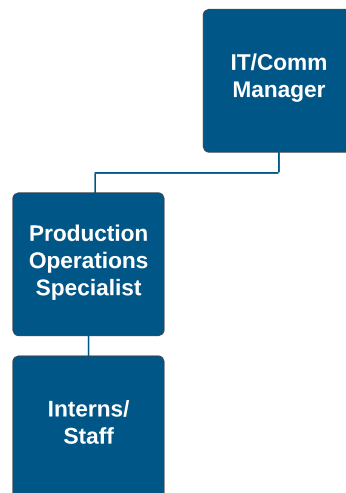 IT/Comm
Manager
Production
Operations
Specialist
Interns/
Staff